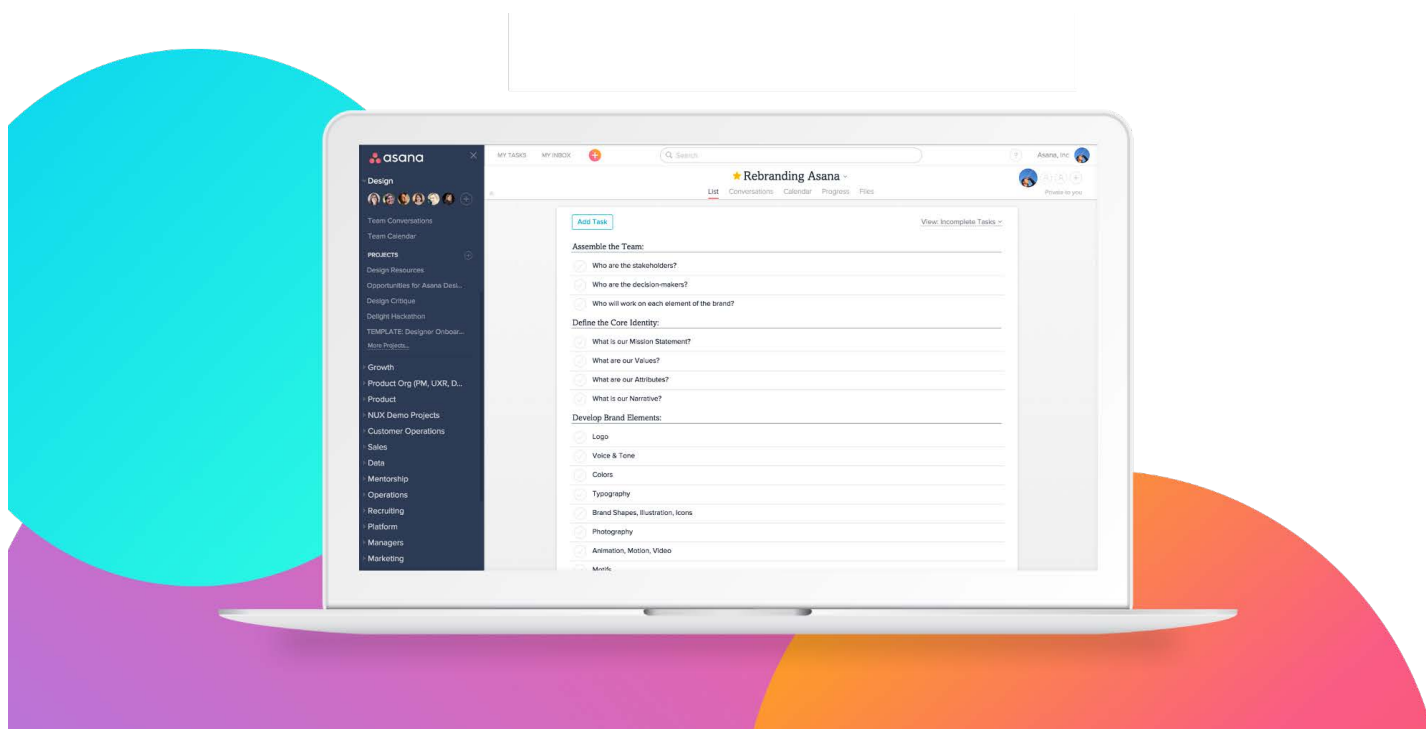 asana
MY TASKS
MY INBOX
Search
Asana, Inc
Design
Rebranding Asana
List
Conversations
Calendar
Progress
Files
Private to you
Team Conversations
Team Calendar
PROJECTS
Design Resources
Opportunities for Asana Desi...
Design Critique
Delight Hackathon
TEMPLATE: Designer Onboar...
More Projects...
Growth
Product Org (PM, UXR, D...
Product
NUX Demo Projects
Customer Operations
Sales
Data
Mentorship
Operations
Recruiting
Platform
Managers
Marketing
Add Task
View: Incomplete Tasks
Assemble the Team:
Who are the stakeholders?
Who are the decision-makers?
Who will work on each element of the brand?
Define the Core Identity:
What is our Mission Statement?
What are our Values?
What are our Attributes?
What is our Narrative?
Develop Brand Elements:
Logo
Voice & Tone
Colors
Typography
Brand Shapes, Illustration, Icons
Photography
Animation, Motion, Video
Motifs